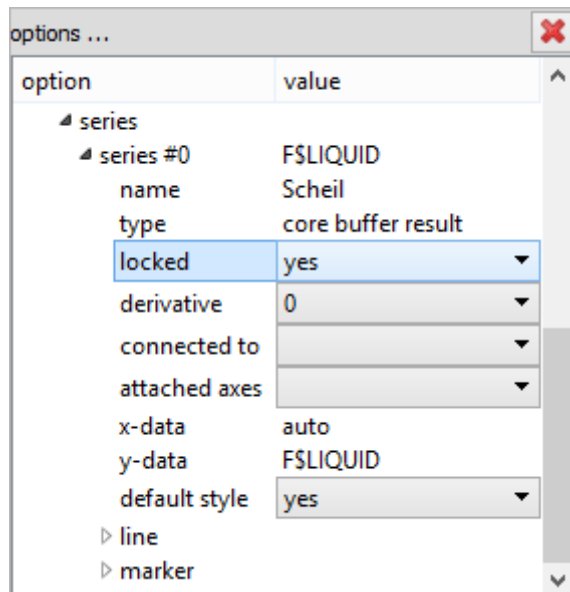 options ...
option value
series
series #0 F$LIQUID
name Scheil
type core buffer result
locked yes
derivative 0
connected to
attached axes
x-data auto
y-data F$LIQUID
default style yes
line
marker